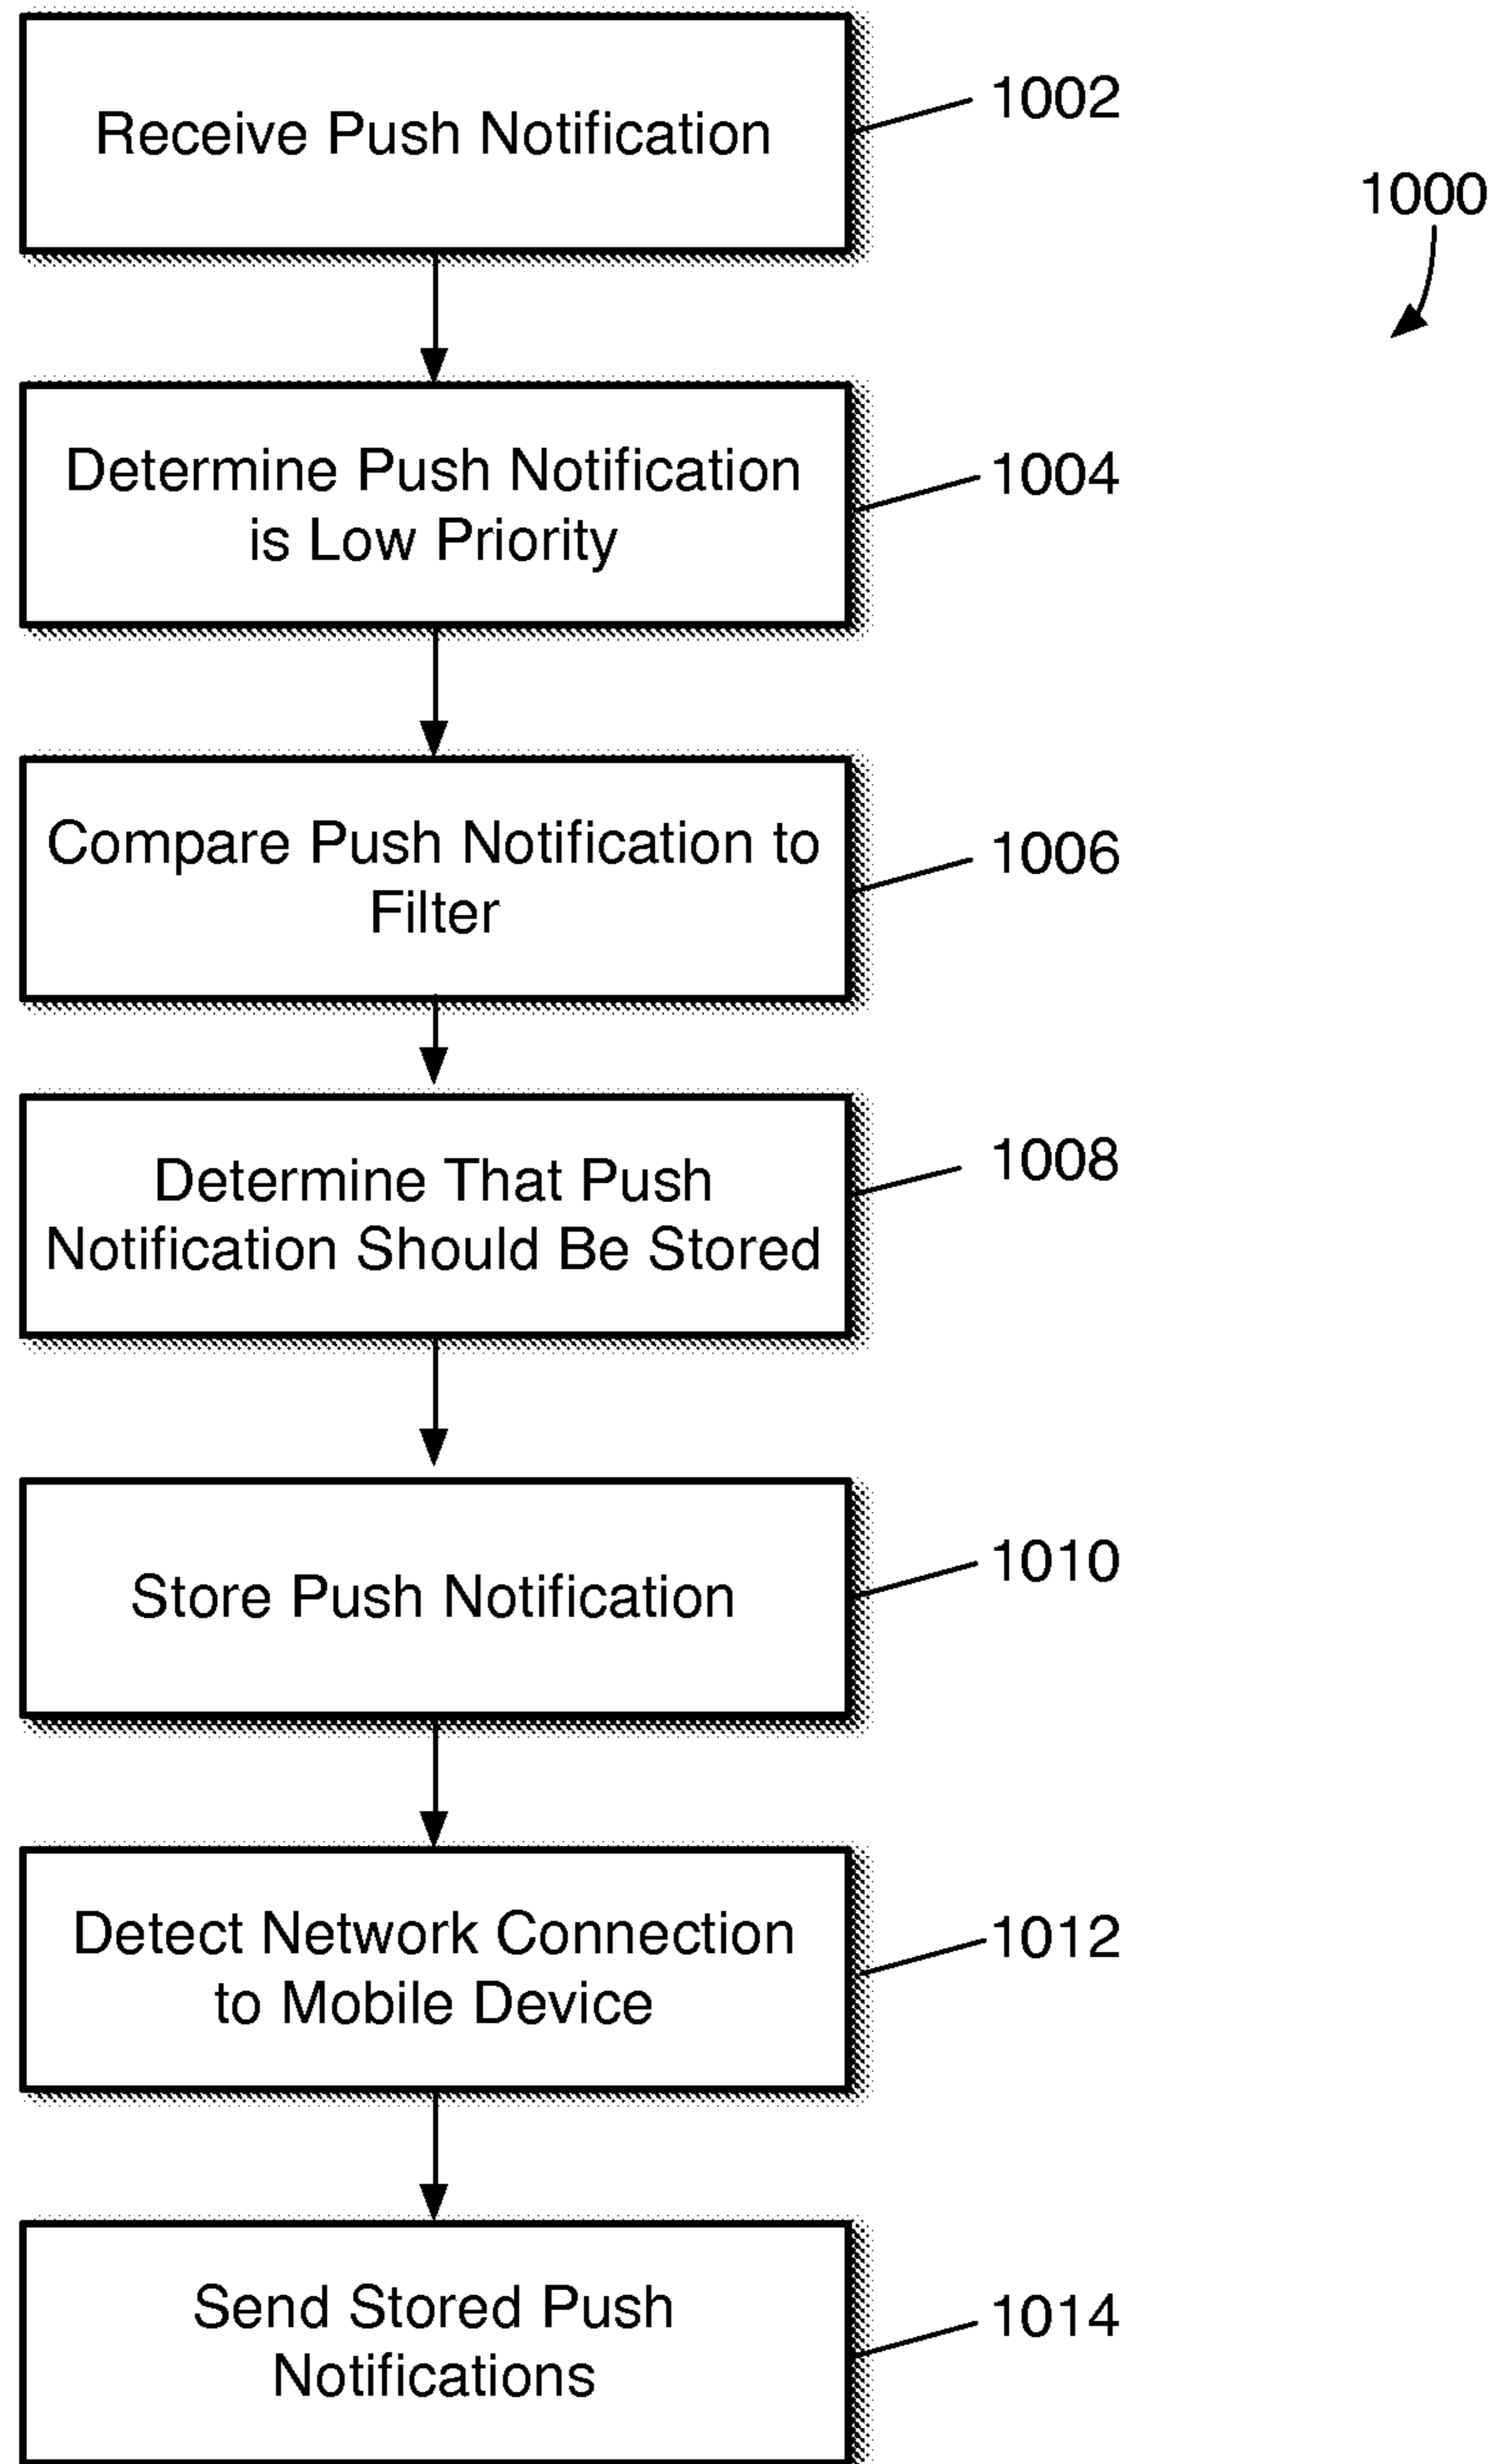 Receive Push Notification
1002
1000
Determine Push Notification
is Low Priority
1004
Compare Push Notification to
Filter
1006
Determine That Push
Notification Should Be Stored
1008
Store Push Notification
1010
Detect Network Connection
to Mobile Device
1012
Send Stored Push
Notifications
1014